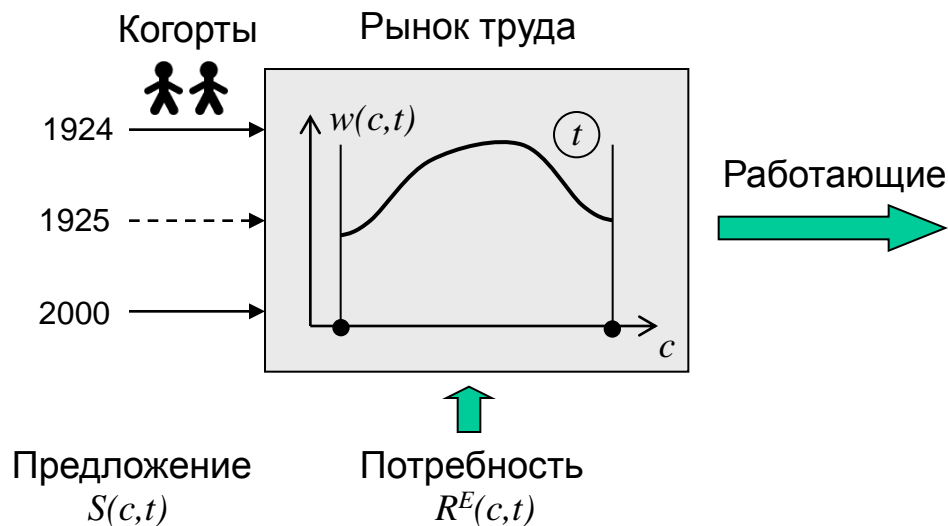 Когорты
Рынок труда
1924
w(c,t)
t
Работающие
1925
2000
c
Предложение
S(c,t)
Потребность
R^E(c,t)